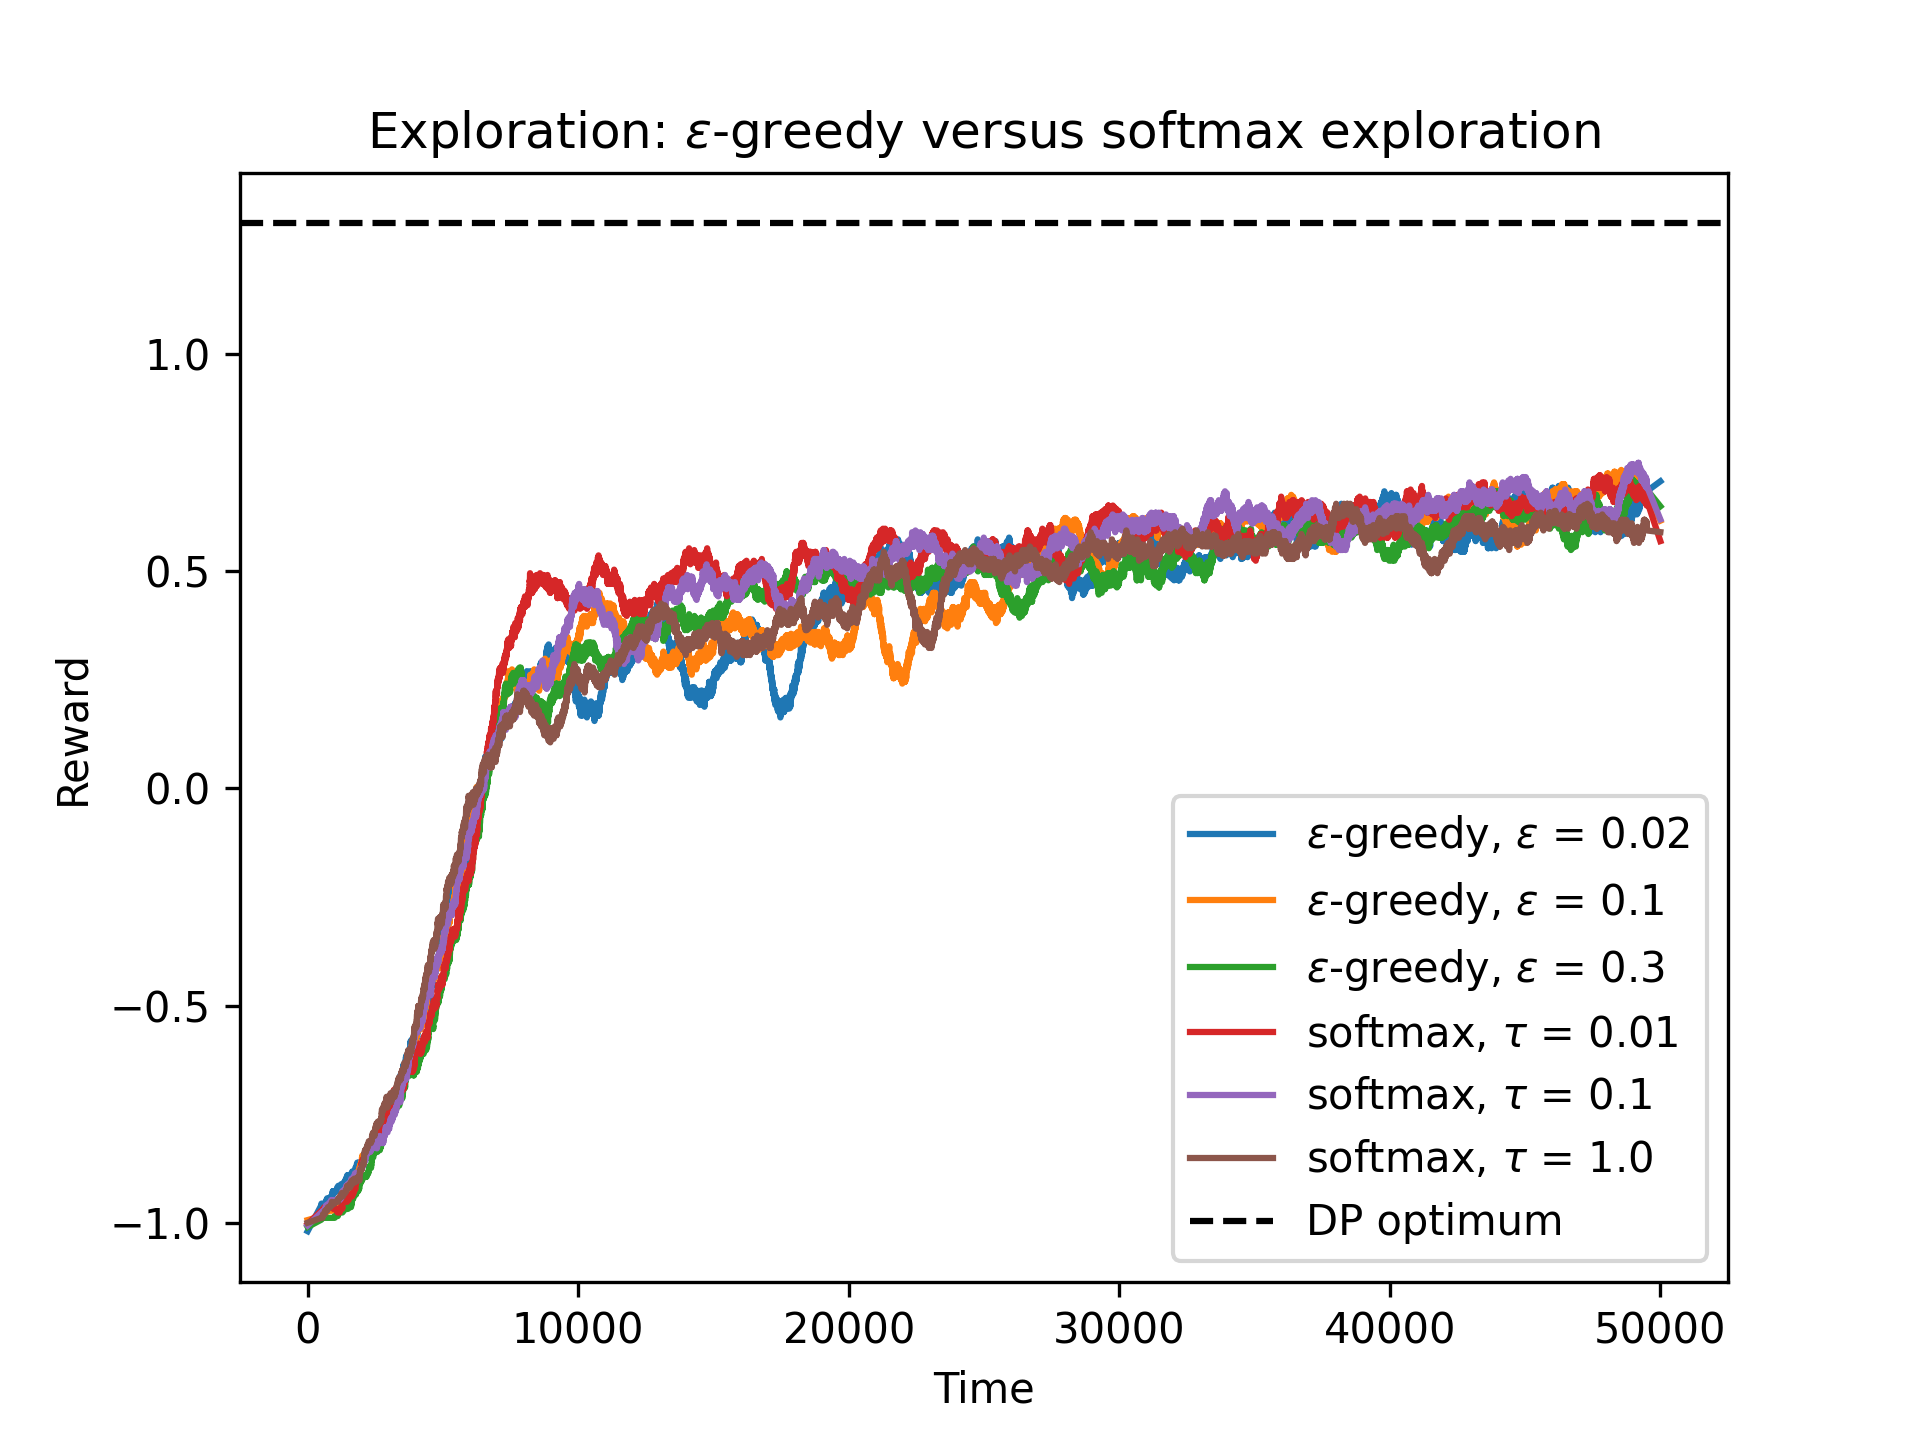 Exploration: ε-greedy versus softmax exploration
1.0
0.5
0.0
−0.5
−1.0
Reward
0 10000 20000 30000 40000 50000
Time
ε-greedy, ε = 0.02
ε-greedy, ε = 0.1
ε-greedy, ε = 0.3
softmax, τ = 0.01
softmax, τ = 0.1
softmax, τ = 1.0
DP optimum